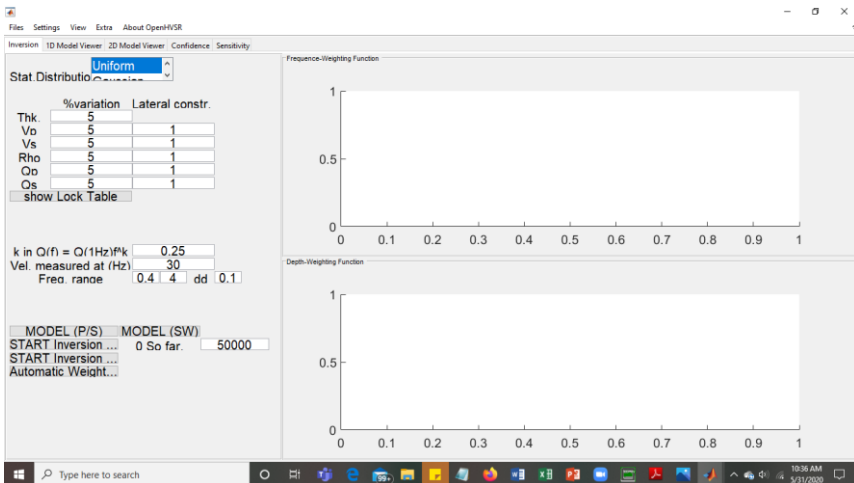 Files Settings View Extra About OpenHVSR
Inversion 1D Model Viewer 2D Model Viewer Confidence Sensitivity
Uniform
Stat.Distributio
%variation Lateral constr.
Thk. 5
Vp 5 1
Vs 5 1
Rho 5 1
Qp 5 1
Qs 5 1
show Lock Table
k in Q(f) = Q(1Hz)f^k 0.25
Vel. measured at (Hz) 30
Freq. range 0.4 4 dd 0.1
MODEL (P/S) MODEL (SW)
START Inversion ... 0 So far. 50000
START Inversion ...
Automatic Weight...
Frequence-Weighting Function
1
0.5
0
0 0.1 0.2 0.3 0.4 0.5 0.6 0.7 0.8 0.9 1
Depth-Weighting Function
1
0.5
0
0 0.1 0.2 0.3 0.4 0.5 0.6 0.7 0.8 0.9 1
Type here to search
99+
10:36 AM
5/31/2020